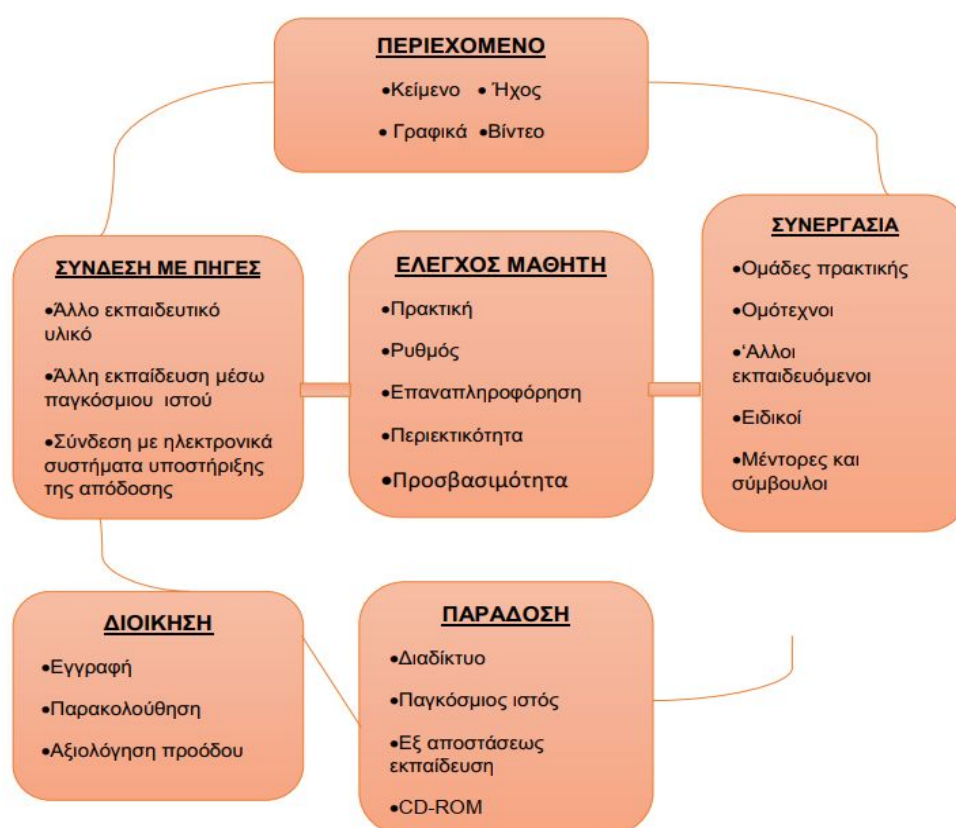 ΠΕΡΙΕΧΟΜΕΝΟ
•Κείμενο • Ήχος
• Γραφικά •Βίντεο
ΣΥΝΔΕΣΗ ΜΕ ΠΗΓΕΣ
•Άλλο εκπαιδευτικό
υλικό
•Άλλη εκπαίδευση μέσω
παγκόσμιου ιστού
•Σύνδεση με ηλεκτρονικά
συστήματα υποστήριξης
της απόδοσης
ΕΛΕΓΧΟΣ ΜΑΘΗΤΗ
•Πρακτική
•Ρυθμός
•Επαναπληροφόρηση
•Περιεκτικότητα
•Προσβασιμότητα
ΣΥΝΕΡΓΑΣΙΑ
•Ομάδες πρακτικής
•Ομότεχνοι
•‘Αλλοι
εκπαιδευόμενοι
•Ειδικοί
•Μέντορες και
σύμβουλοι
ΔΙΟΙΚΗΣΗ
•Εγγραφή
•Παρακολούθηση
•Αξιολόγηση προόδου
ΠΑΡΑΔΟΣΗ
•Διαδίκτυο
•Παγκόσμιος ιστός
•Εξ αποστάσεως
εκπαίδευση
•CD-ROM